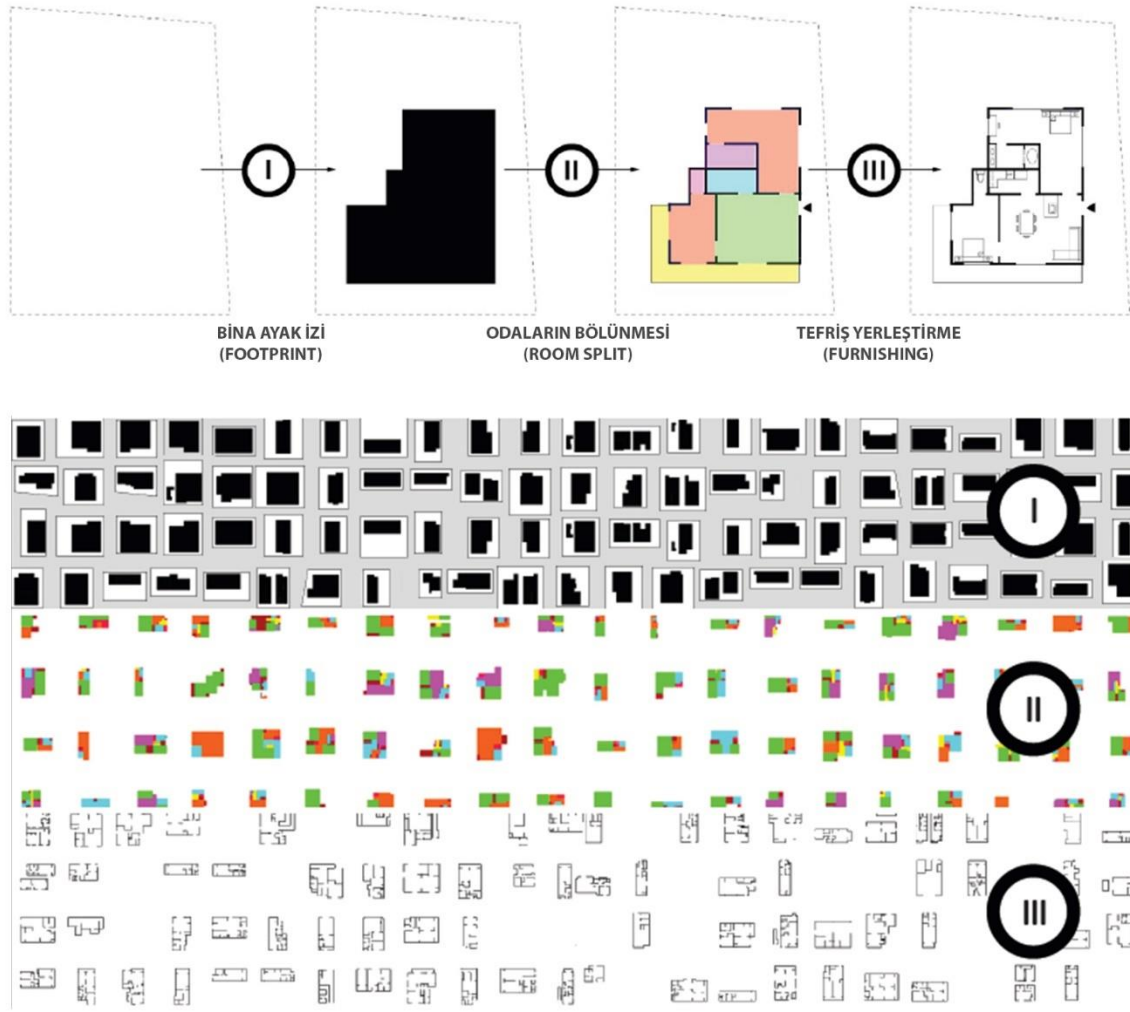 I
II
III
BİNA AYAK İZİ
(FOOTPRINT)
ODALARIN BÖLÜNMESİ
(ROOM SPLIT)
TEFRİŞ YERLEŞTİRME
(FURNISHING)
I
II
III